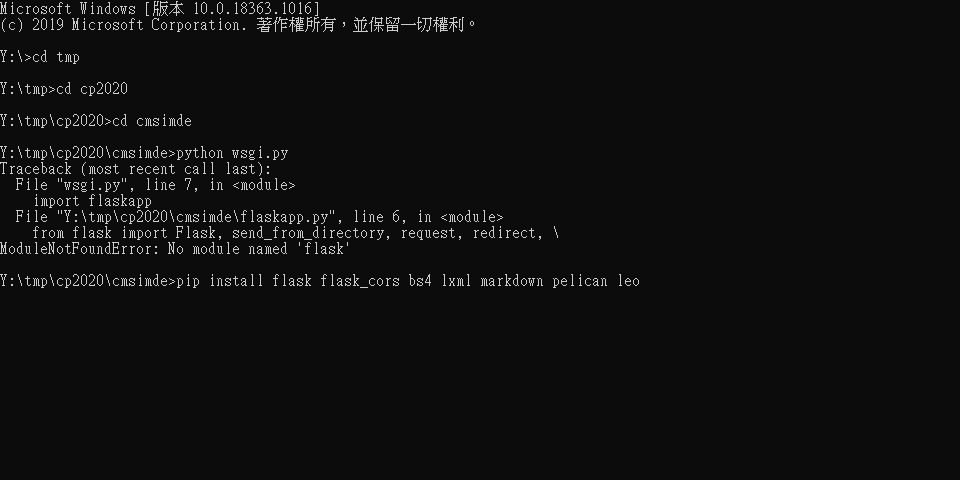 Microsoft Windows [版本 10.0.18363.1016]
(c) 2019 Microsoft Corporation. 著作權所有，並保留一切權利。
Y:\>cd tmp
Y:\tmp>cd cp2020
Y:\tmp\cp2020>cd cmsimde
Y:\tmp\cp2020\cmsimde>python wsgi.py
Traceback (most recent call last):
  File "wsgi.py", line 7, in <module>
    import flaskapp
  File "Y:\tmp\cp2020\cmsimde\flaskapp.py", line 6, in <module>
    from flask import Flask, send_from_directory, request, redirect, \
ModuleNotFoundError: No module named 'flask'
Y:\tmp\cp2020\cmsimde>pip install flask flask_cors bs4 lxml markdown pelican leo